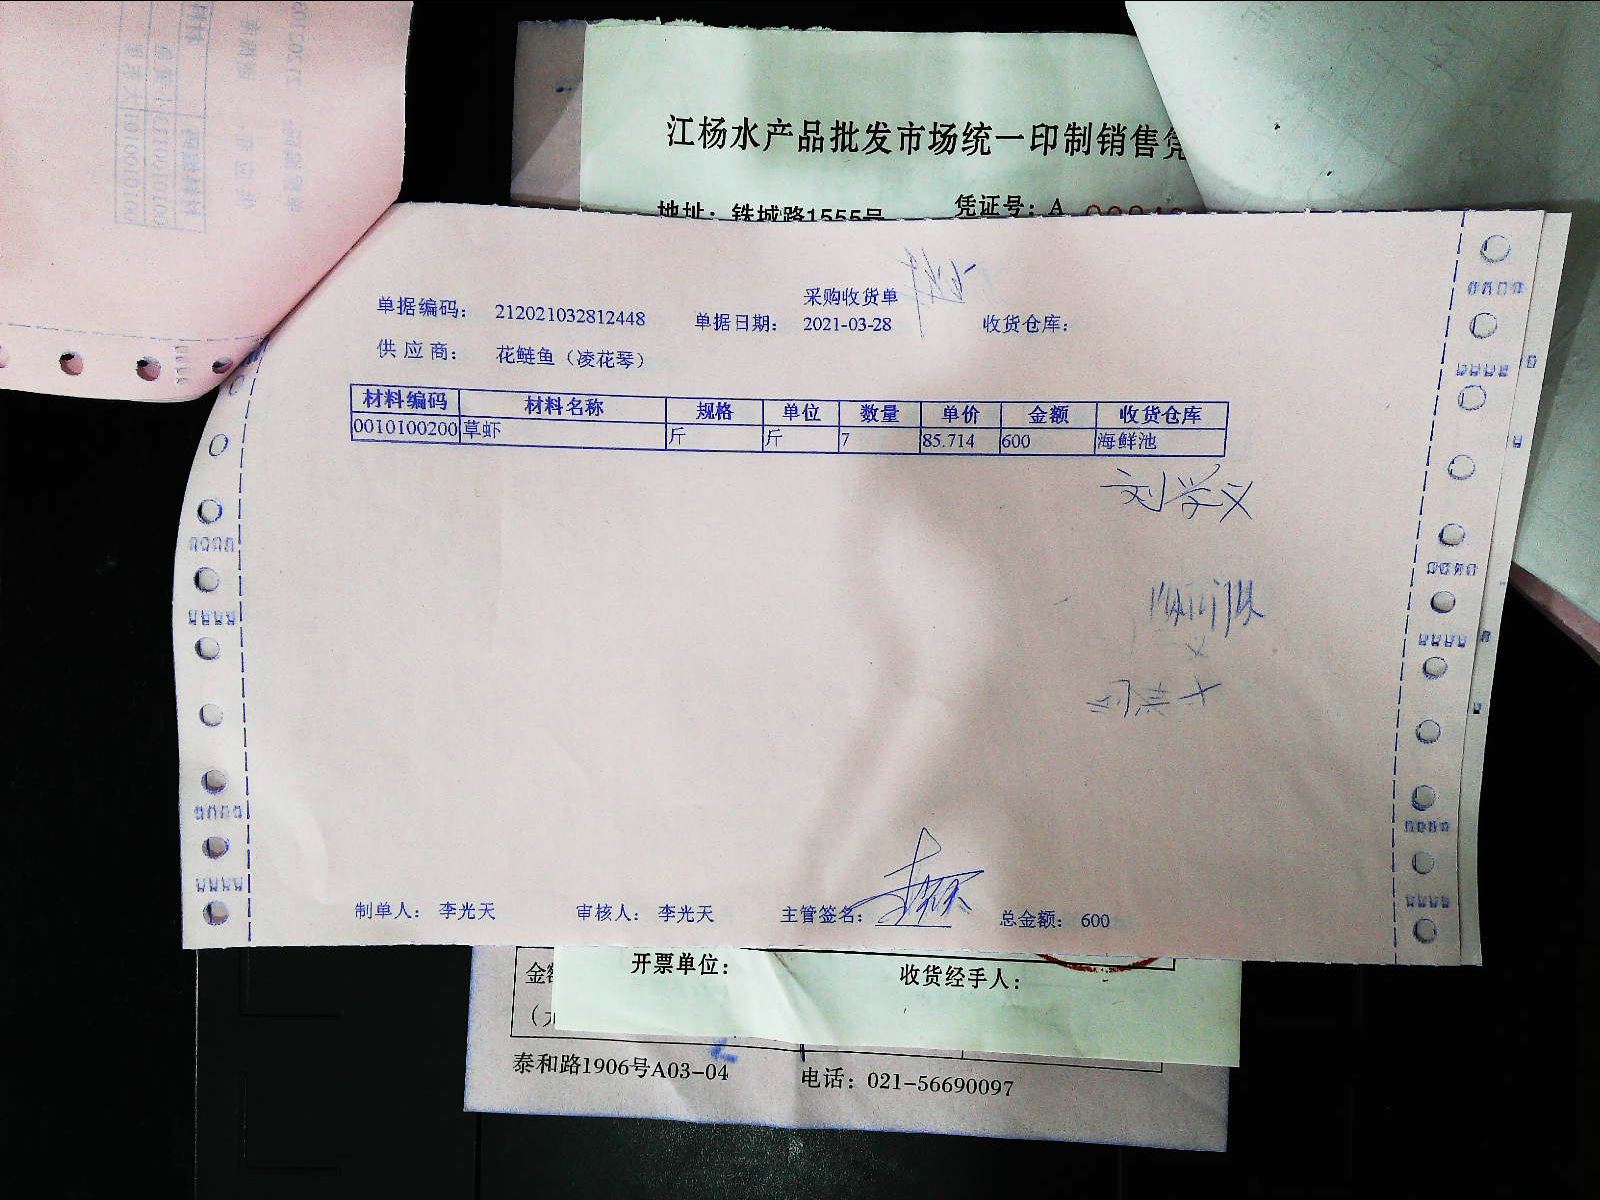 江杨水产品批发市场统一印制销售凭
地址：铁城路1555号 凭证号：A
采购收货单
单据编码： 212021032812448 单据日期： 2021-03-28 收货仓库：
供应商： 花鲢鱼（凌花琴）
材料编码 材料名称 规格 单位 数量 单价 金额 收货仓库
0010100200 草虾 斤 斤 7 85.714 600 海鲜池
刘学义
制单人： 李光天 审核人： 李光天 主管签名： 总金额： 600
开票单位： 收货经手人：
泰和路1906号A03-04 电话：021-56690097